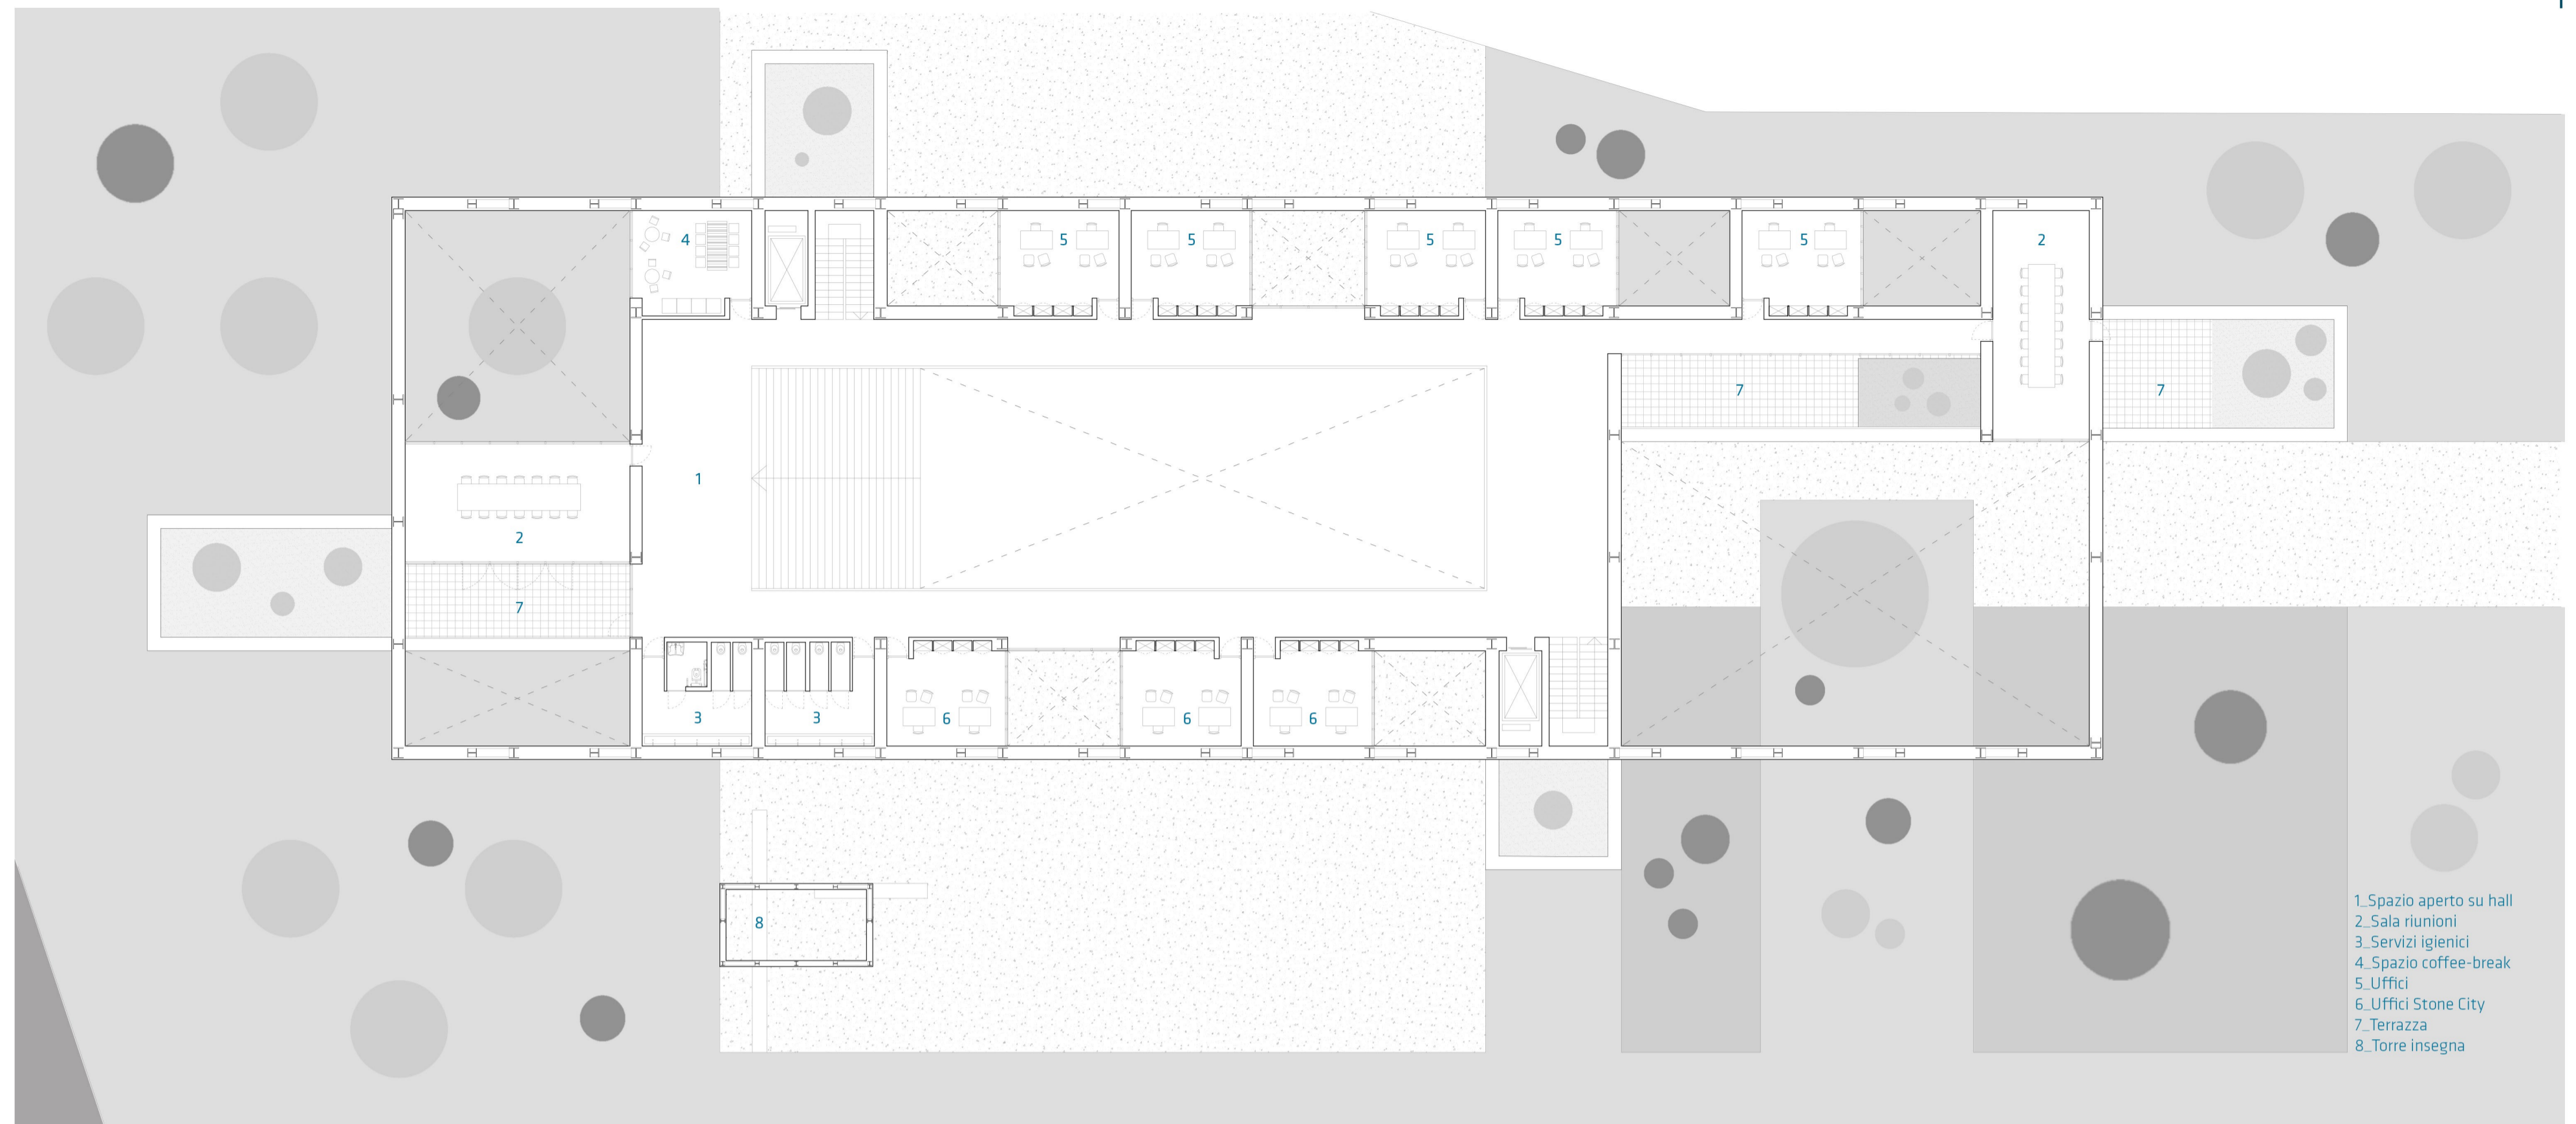 4
5
5
5
5
5
2
7
7
1
2
7
3
3
6
6
6
8
1_Spazio aperto su hall
2_Sala riunioni
3_Servizi igienici
4_Spazio coffee-break
5_Uffici
6_Uffici Stone City
7_Terrazza
8_Torre insegna